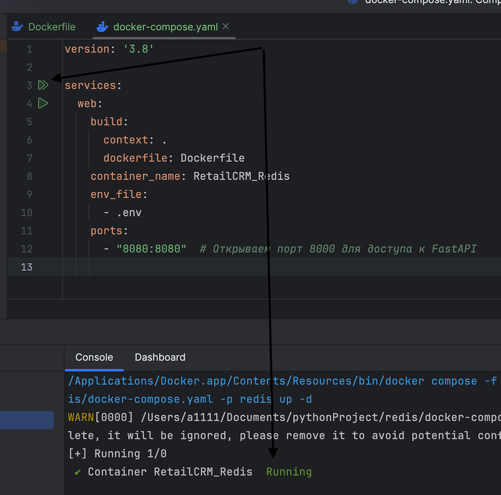 docker-compose.yaml. Comp
Dockerfile
docker-compose.yaml
1 version: '3.8'
2
3 services:
4 web:
5 build:
6 context: .
7 dockerfile: Dockerfile
8 container_name: RetailCRM_Redis
9 env_file:
10 - .env
11 ports:
12 - "8080:8080" # Открываем порт 8000 для доступа к FastAPI
13
Console Dashboard
/Applications/Docker.app/Contents/Resources/bin/docker compose -f
is/docker-compose.yaml -p redis up -d
WARN[0000] /Users/a1111/Documents/pythonProject/redis/docker-compo
lete, it will be ignored, please remove it to avoid potential conf
[+] Running 1/0
✔ Container RetailCRM_Redis Running